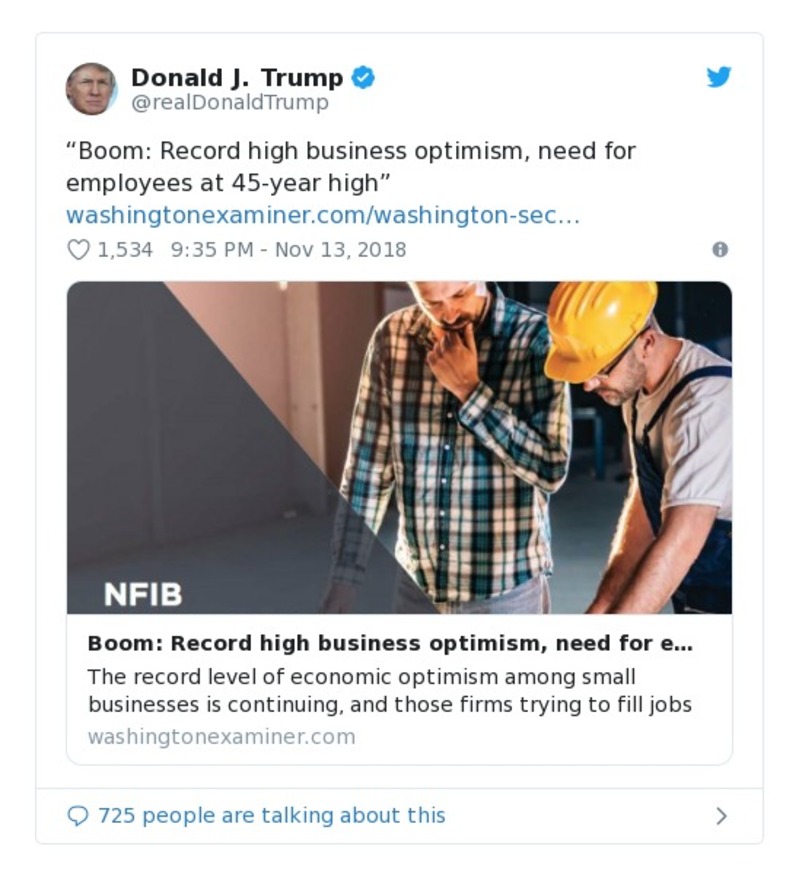 Donald J. Trump
@realDonaldTrump
“Boom: Record high business optimism, need for
employees at 45-year high”
washingtonexaminer.com/washington-sec…
1,534 9:35 PM - Nov 13, 2018
NFIB
Boom: Record high business optimism, need for e…
The record level of economic optimism among small
businesses is continuing, and those firms trying to fill jobs
washingtonexaminer.com
725 people are talking about this